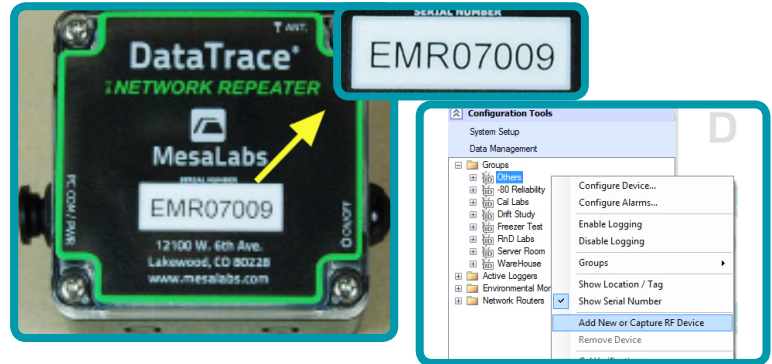 ANT.
DataTrace®
NETWORK REPEATER
MesaLabs
SERIAL NUMBER
EMR07009
12100 W. 6th Ave.
Lakewood, CO 80228
www.mesalabs.com
PC COM / PWR
ON/OFF
SERIAL NUMBER
EMR07009
Configuration Tools
System Setup
Data Management
Groups
Others
-80 Reliability
Cal Labs
Drift Study
Freezer Test
RnD Labs
Server Room
WareHouse
Active Loggers
Environmental Mor
Network Routers
Configure Device...
Configure Alarms...
Enable Logging
Disable Logging
Groups
Show Location / Tag
Show Serial Number
Add New or Capture RF Device
Remove Device
D